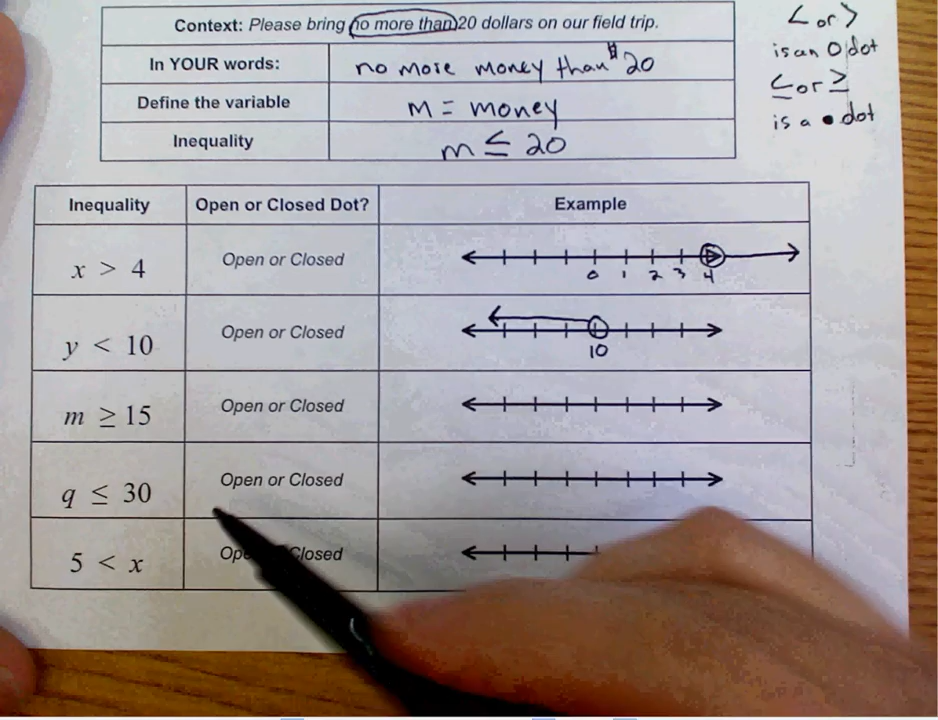 Context: Please bring no more than 20 dollars on our field trip.
In YOUR words: no more money than $20
Define the variable m = money
Inequality m ≤ 20
< or >
is an O dot
≤ or ≥
is a ● dot
Inequality Open or Closed Dot? Example
x > 4 Open or Closed
0 1 2 3 4
y < 10 Open or Closed
10
m ≥ 15 Open or Closed
q ≤ 30 Open or Closed
5 < x Closed